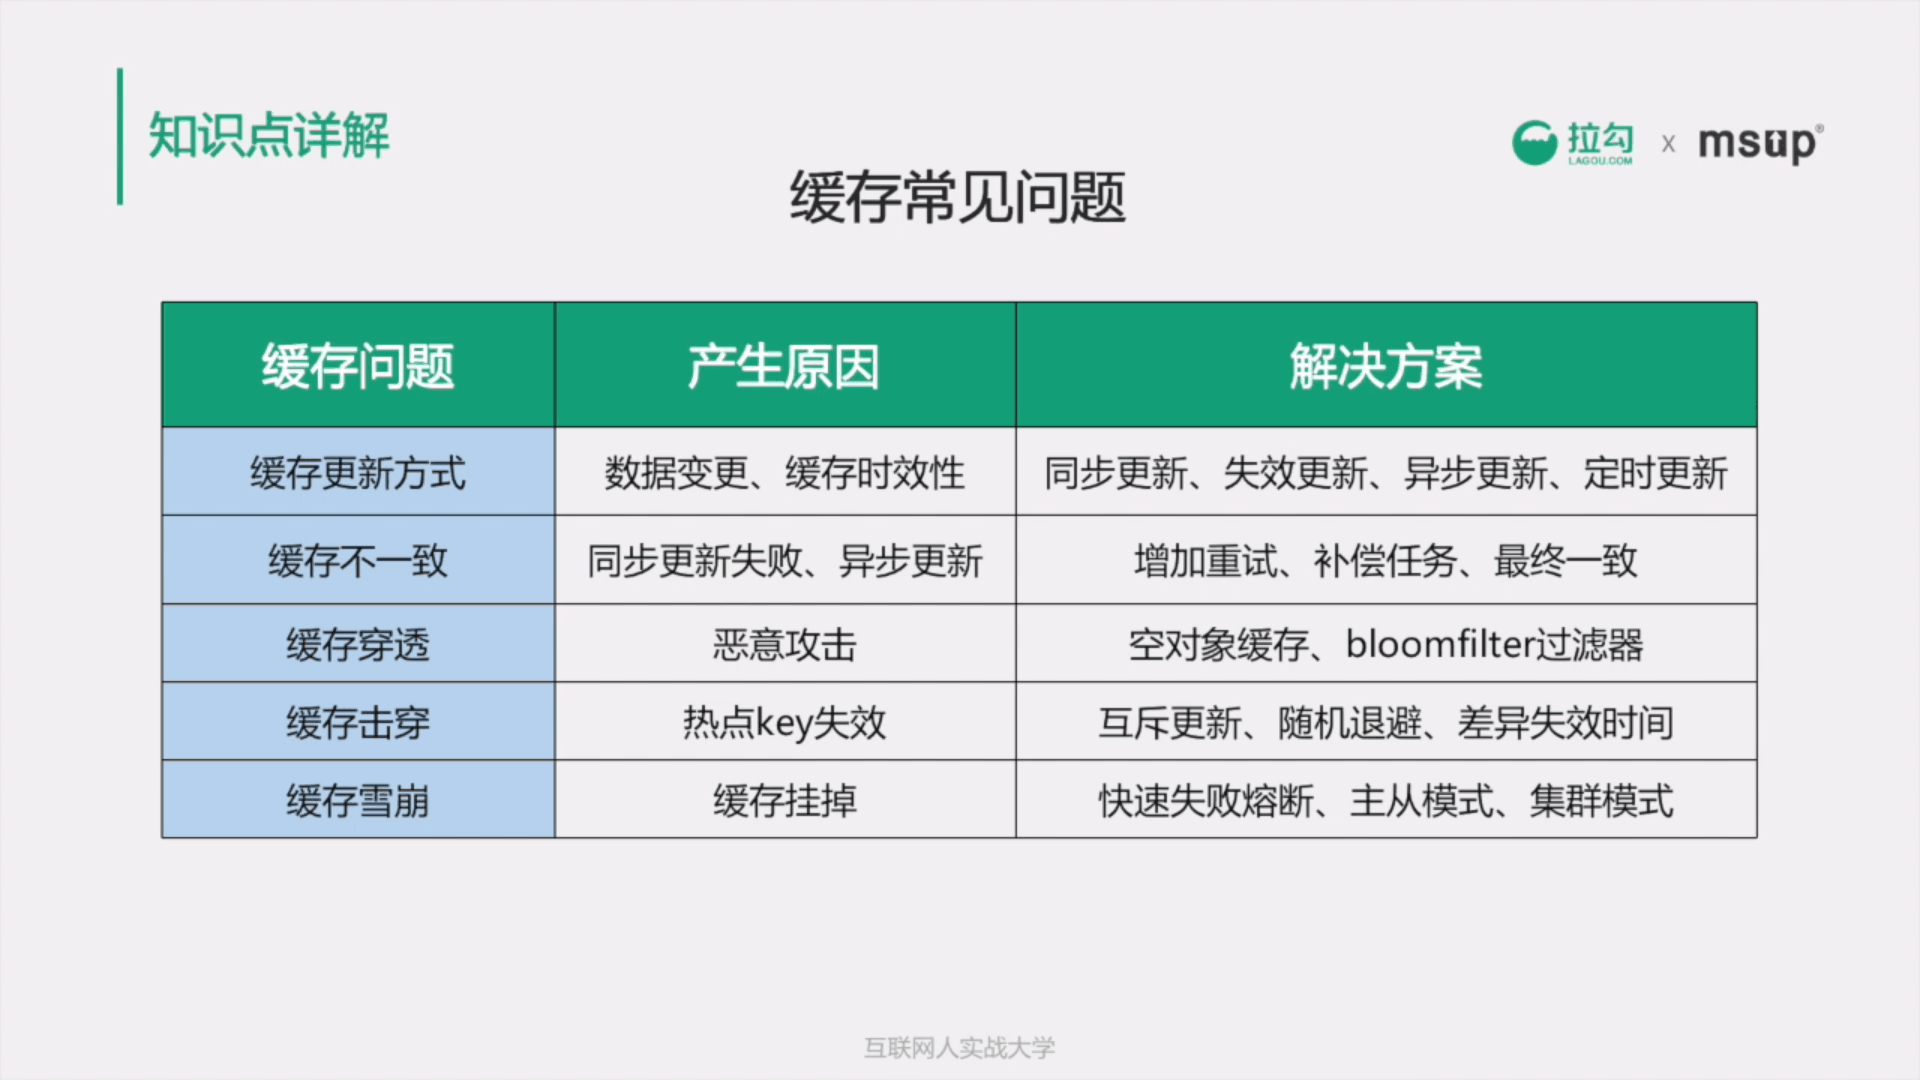 知识点详解
拉勾
LAGOU.COM
x
msup®
缓存常见问题
缓存问题 产生原因 解决方案
缓存更新方式 数据变更、缓存时效性 同步更新、失效更新、异步更新、定时更新
缓存不一致 同步更新失败、异步更新 增加重试、补偿任务、最终一致
缓存穿透 恶意攻击 空对象缓存、bloomfilter过滤器
缓存击穿 热点key失效 互斥更新、随机退避、差异失效时间
缓存雪崩 缓存挂掉 快速失败熔断、主从模式、集群模式
互联网人实战大学